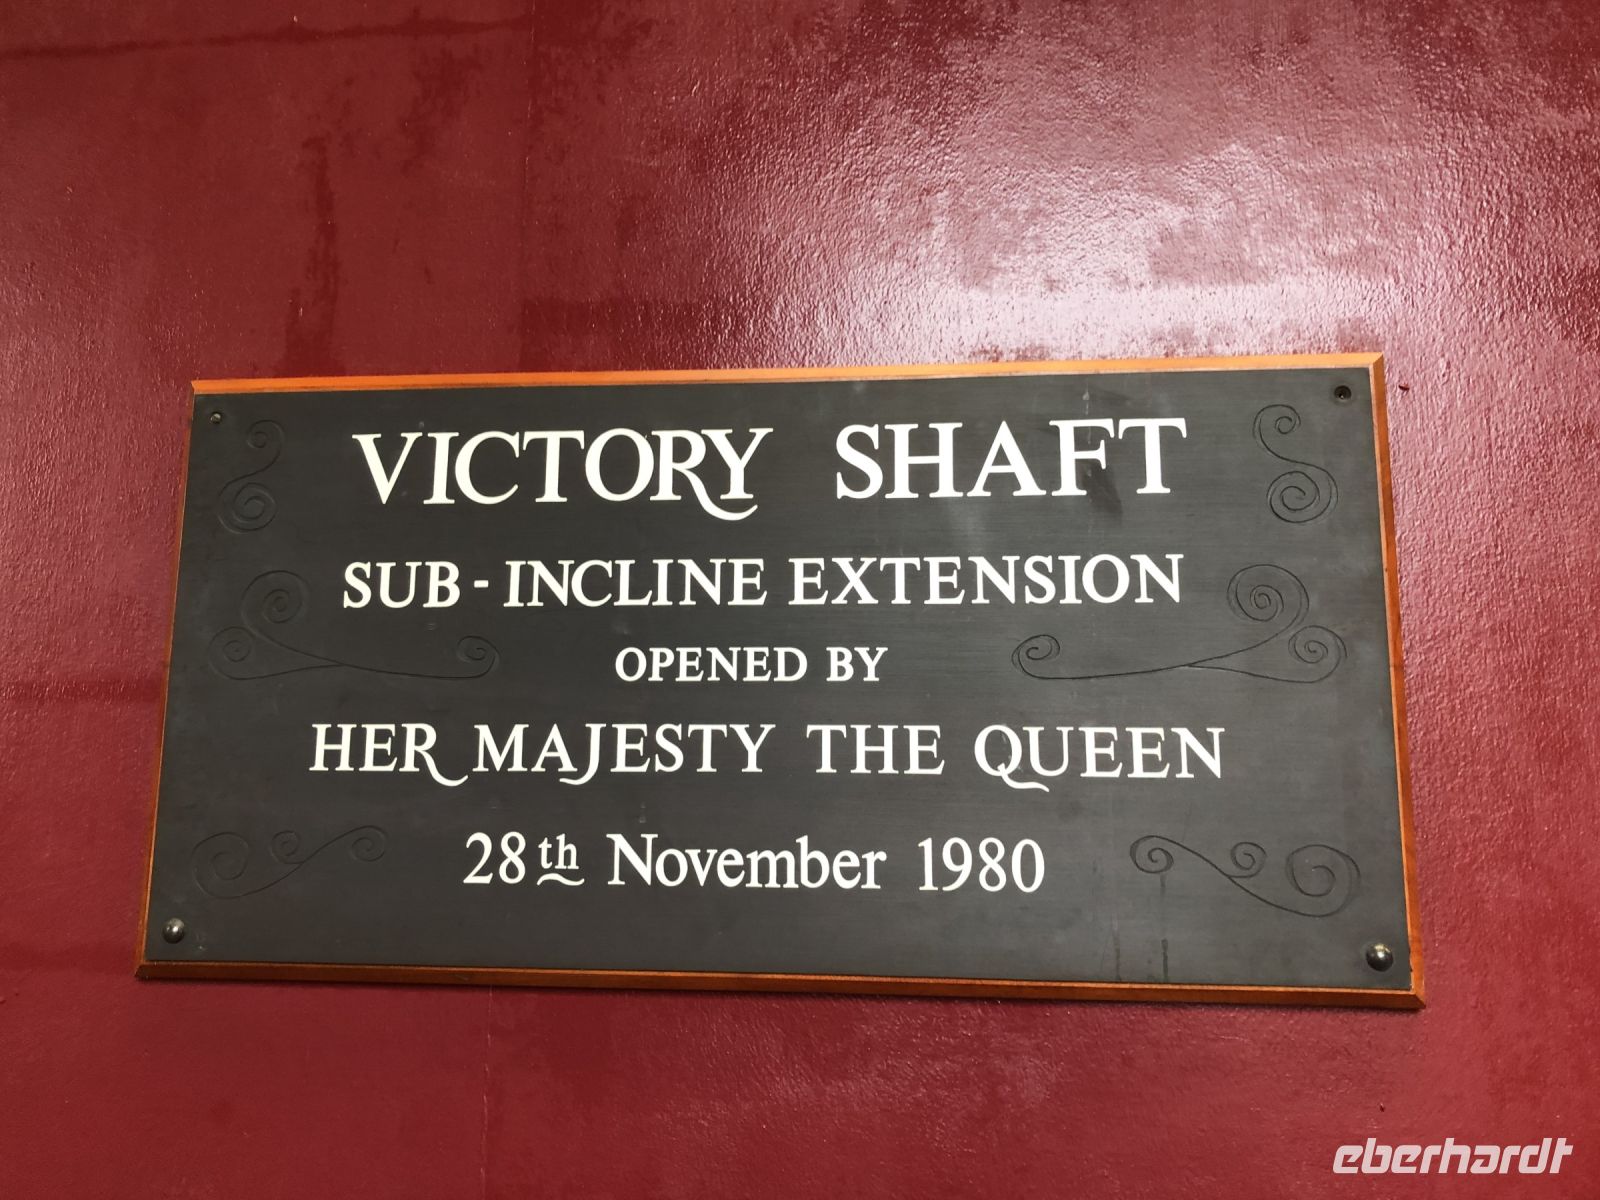 VICTORY SHAFT
SUB-INCLINE EXTENSION
OPENED BY
HER MAJESTY THE QUEEN
28th November 1980
eberhardt